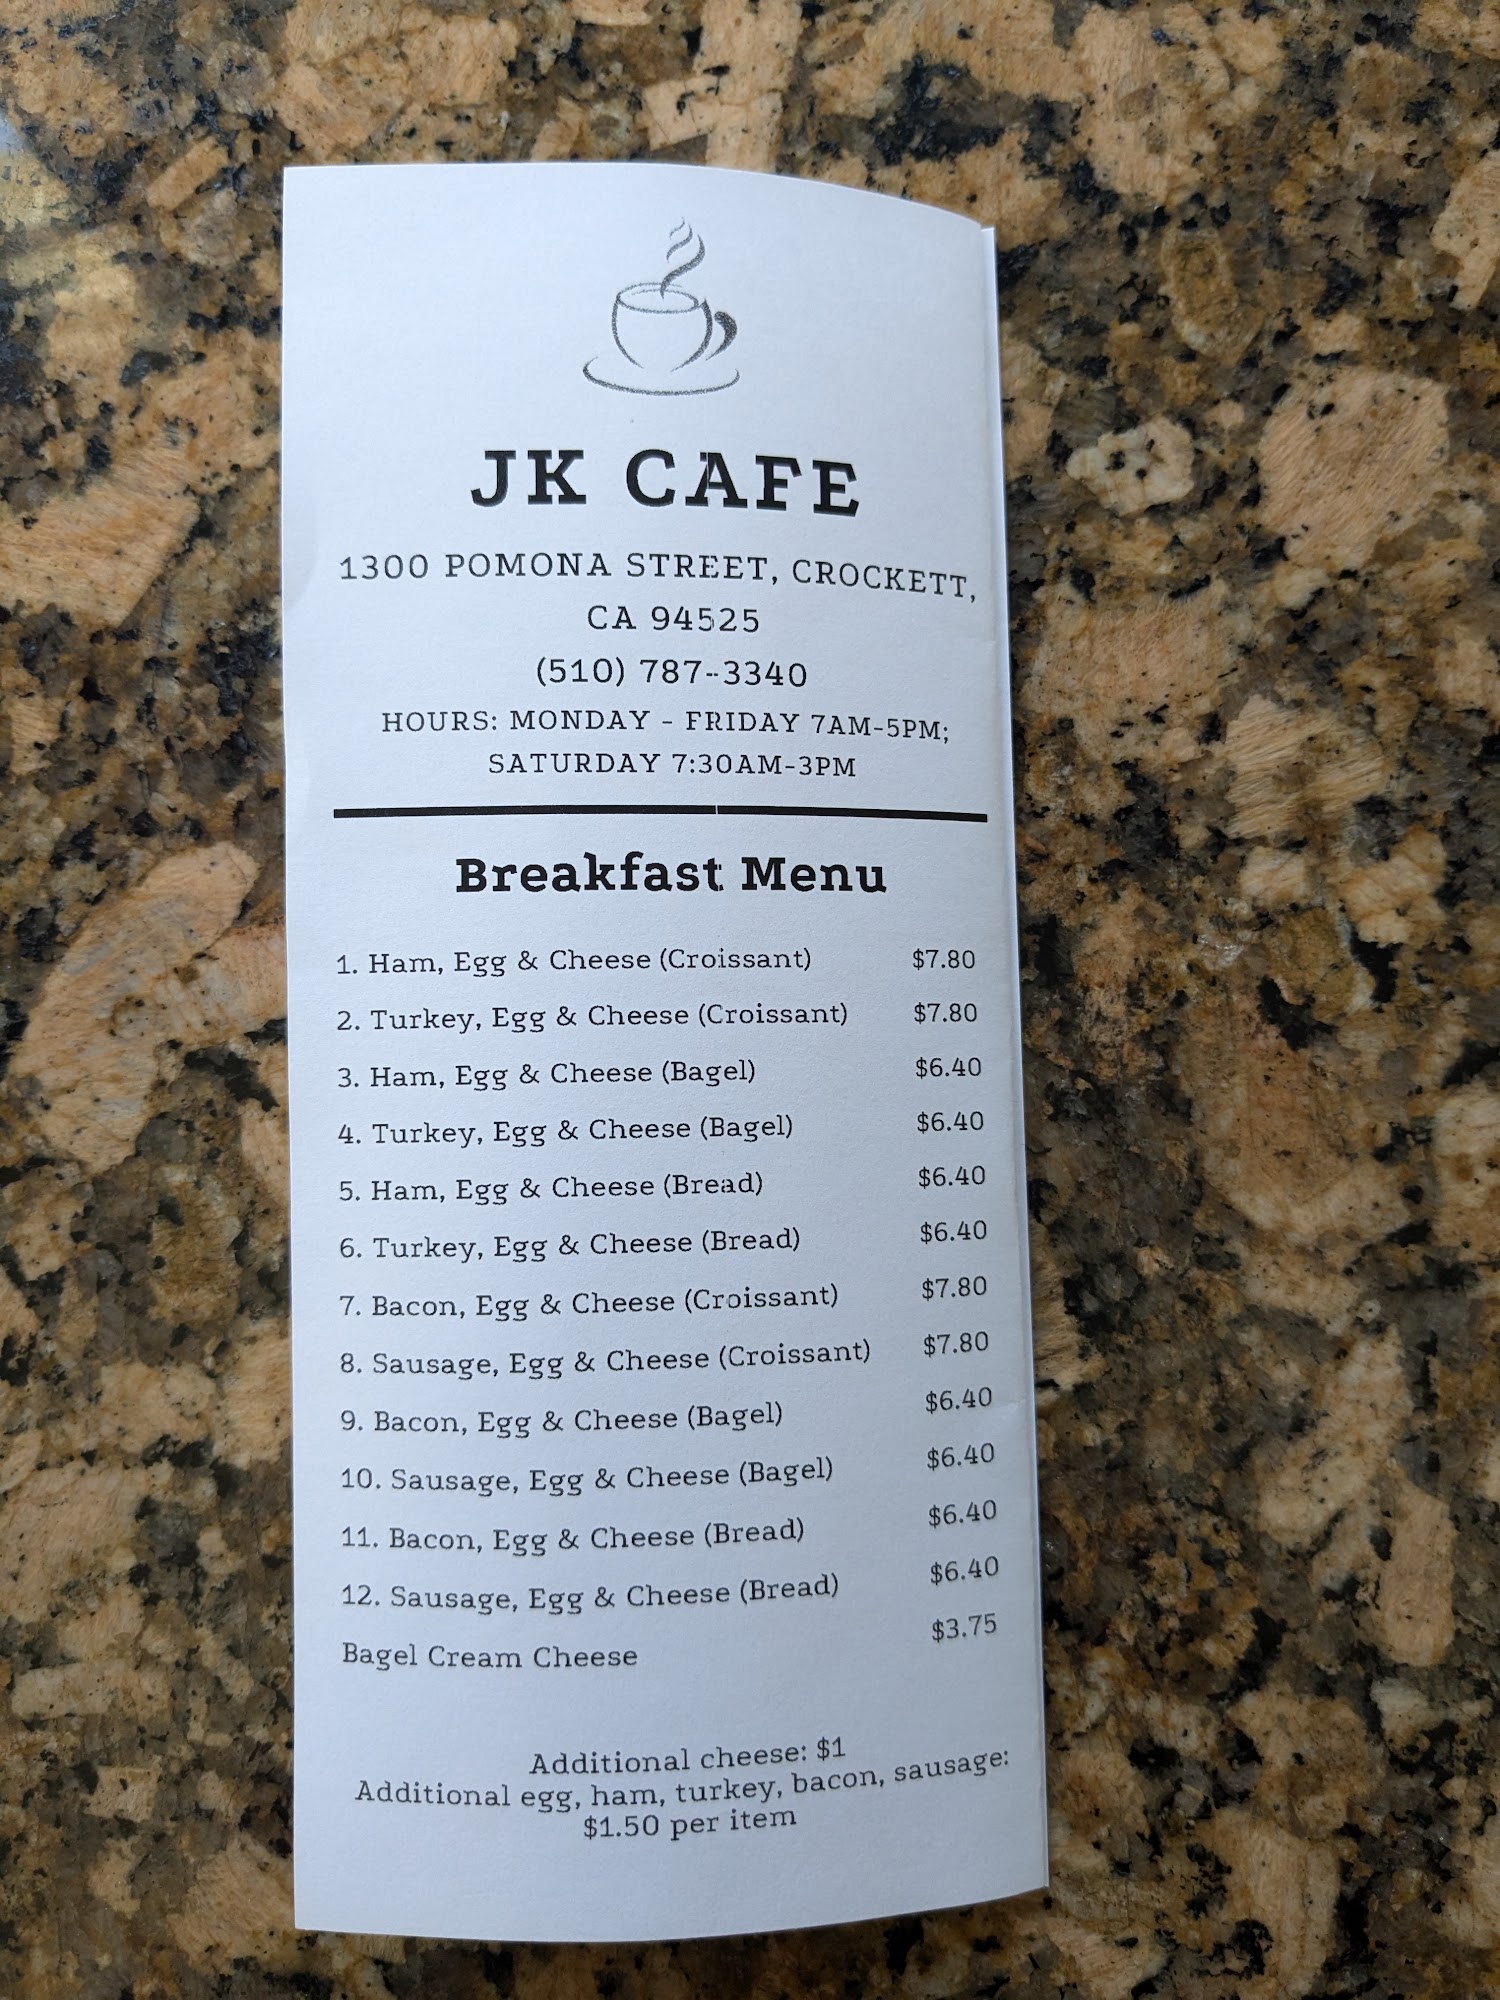 JK CAFE
1300 POMONA STREET, CROCKETT,
CA 94525
(510) 787-3340
HOURS: MONDAY - FRIDAY 7AM-5PM;
SATURDAY 7:30AM-3PM
Breakfast Menu
1. Ham, Egg & Cheese (Croissant) $7.80
2. Turkey, Egg & Cheese (Croissant) $7.80
3. Ham, Egg & Cheese (Bagel) $6.40
4. Turkey, Egg & Cheese (Bagel) $6.40
5. Ham, Egg & Cheese (Bread) $6.40
6. Turkey, Egg & Cheese (Bread) $6.40
7. Bacon, Egg & Cheese (Croissant) $7.80
8. Sausage, Egg & Cheese (Croissant) $7.80
9. Bacon, Egg & Cheese (Bagel) $6.40
10. Sausage, Egg & Cheese (Bagel) $6.40
11. Bacon, Egg & Cheese (Bread) $6.40
12. Sausage, Egg & Cheese (Bread) $6.40
Bagel Cream Cheese $3.75
Additional cheese: $1
Additional egg, ham, turkey, bacon, sausage:
$1.50 per item